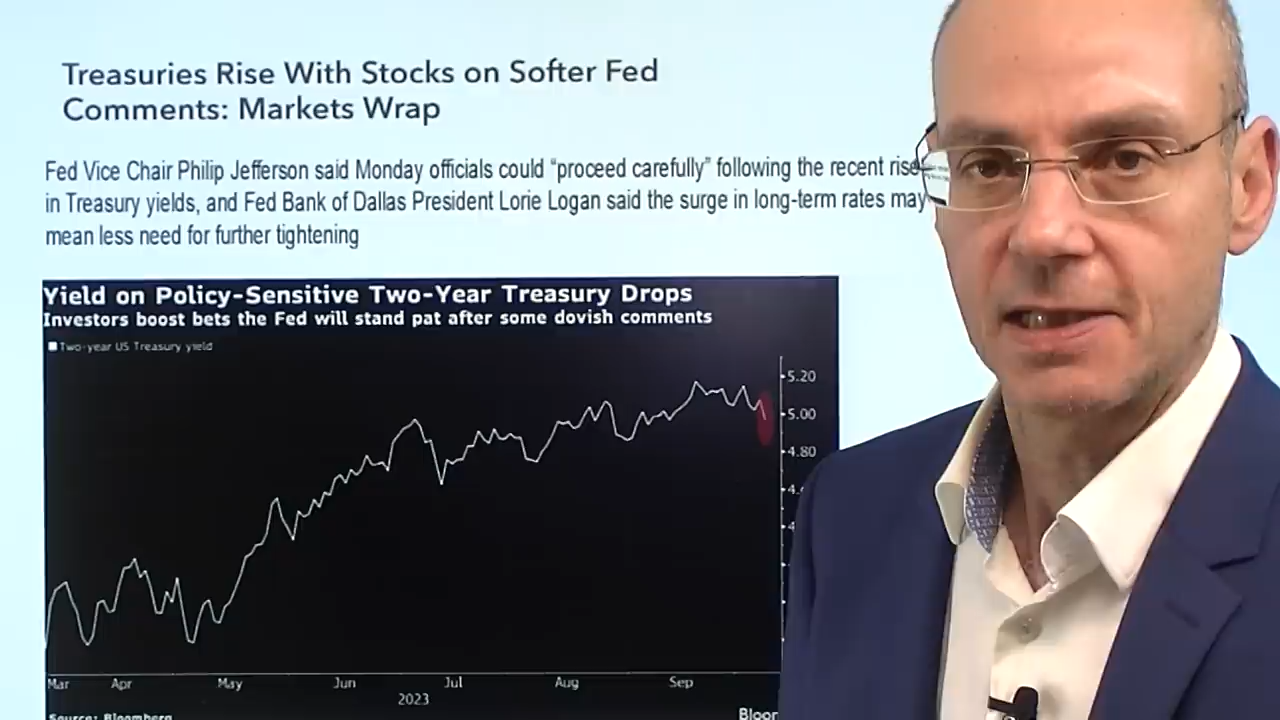 Treasuries Rise With Stocks on Softer Fed
Comments: Markets Wrap
Fed Vice Chair Philip Jefferson said Monday officials could “proceed carefully” following the recent rise
in Treasury yields, and Fed Bank of Dallas President Lorie Logan said the surge in long-term rates may
mean less need for further tightening
Yield on Policy-Sensitive Two-Year Treasury Drops
Investors boost bets the Fed will stand pat after some dovish comments
Two-year US Treasury yield
5.20
5.00
4.80
4.
4
Mar Apr May Jun Jul Aug Sep
2023
Source: Bloomberg
Bloom